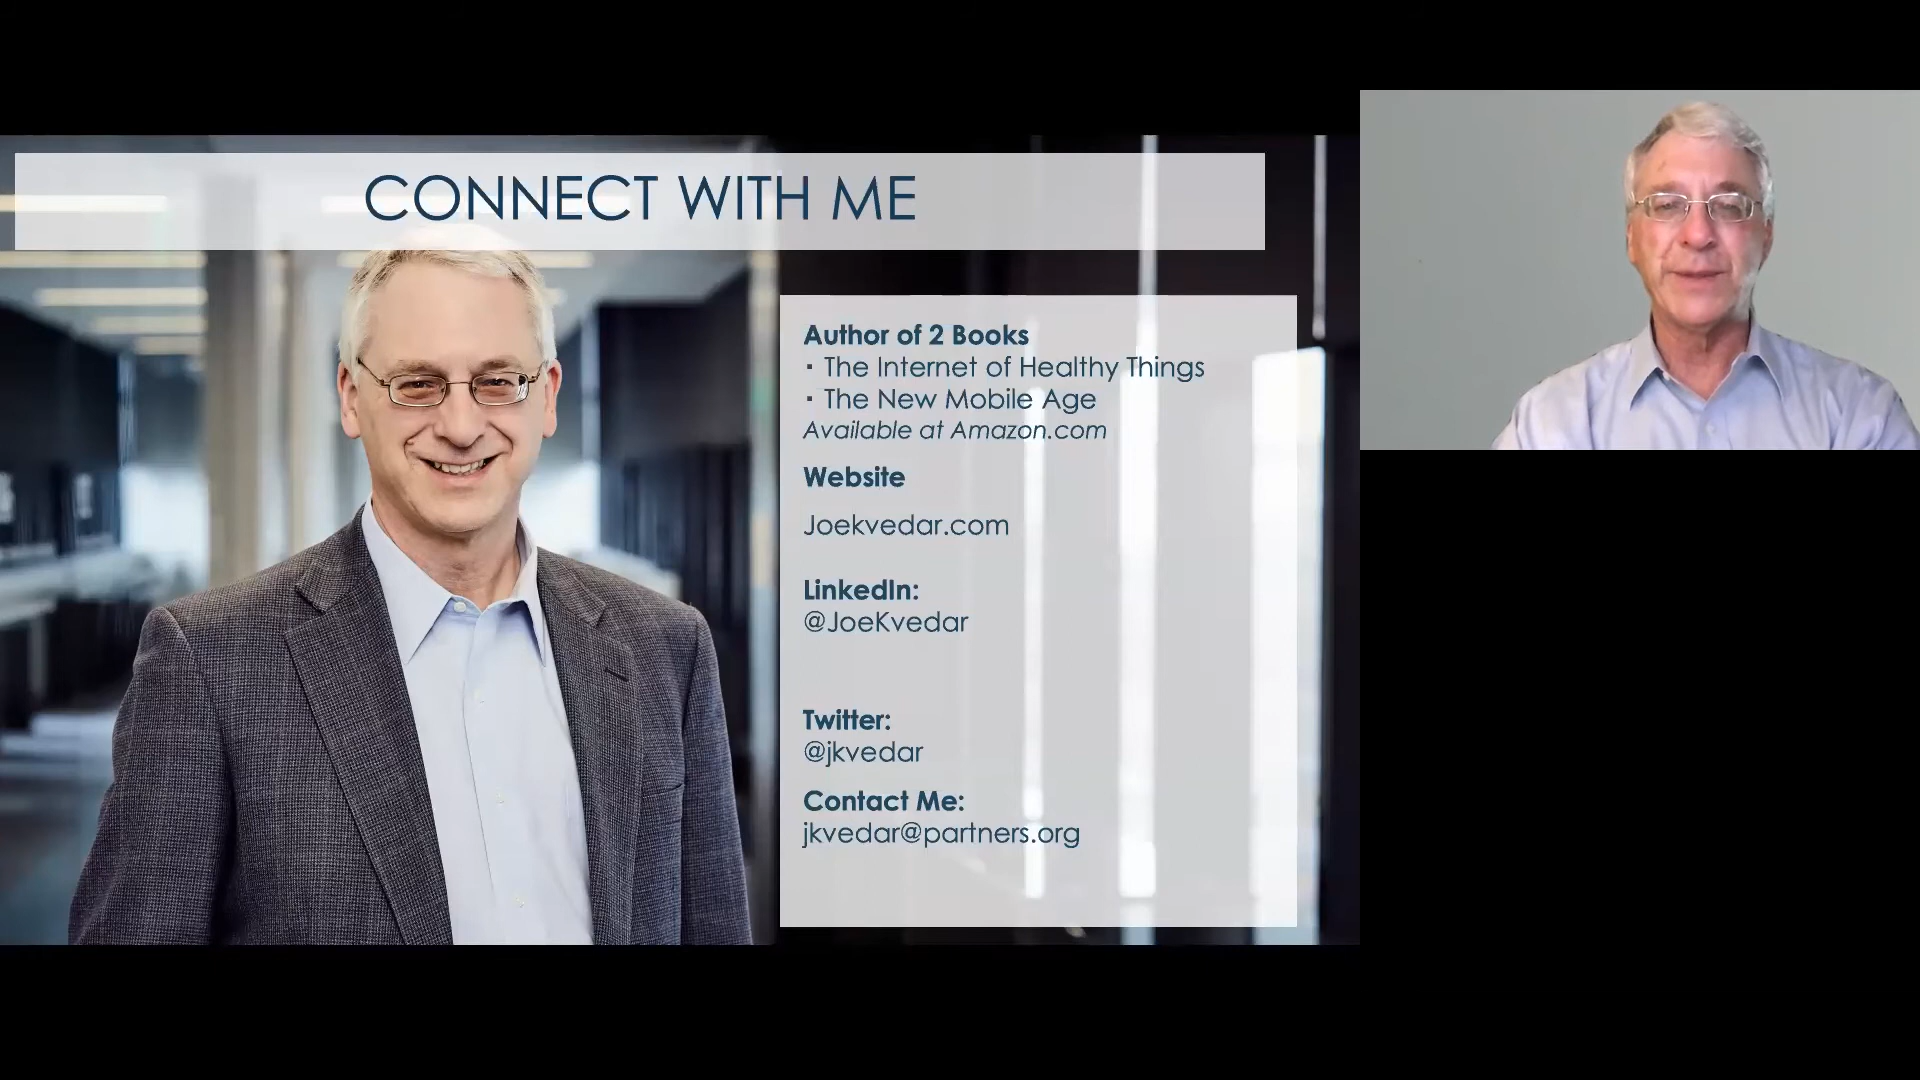 CONNECT WITH ME
Author of 2 Books
▪ The Internet of Healthy Things
▪ The New Mobile Age
Available at Amazon.com
Website
Joekvedar.com
LinkedIn:
@JoeKvedar
Twitter:
@jkvedar
Contact Me:
jkvedar@partners.org